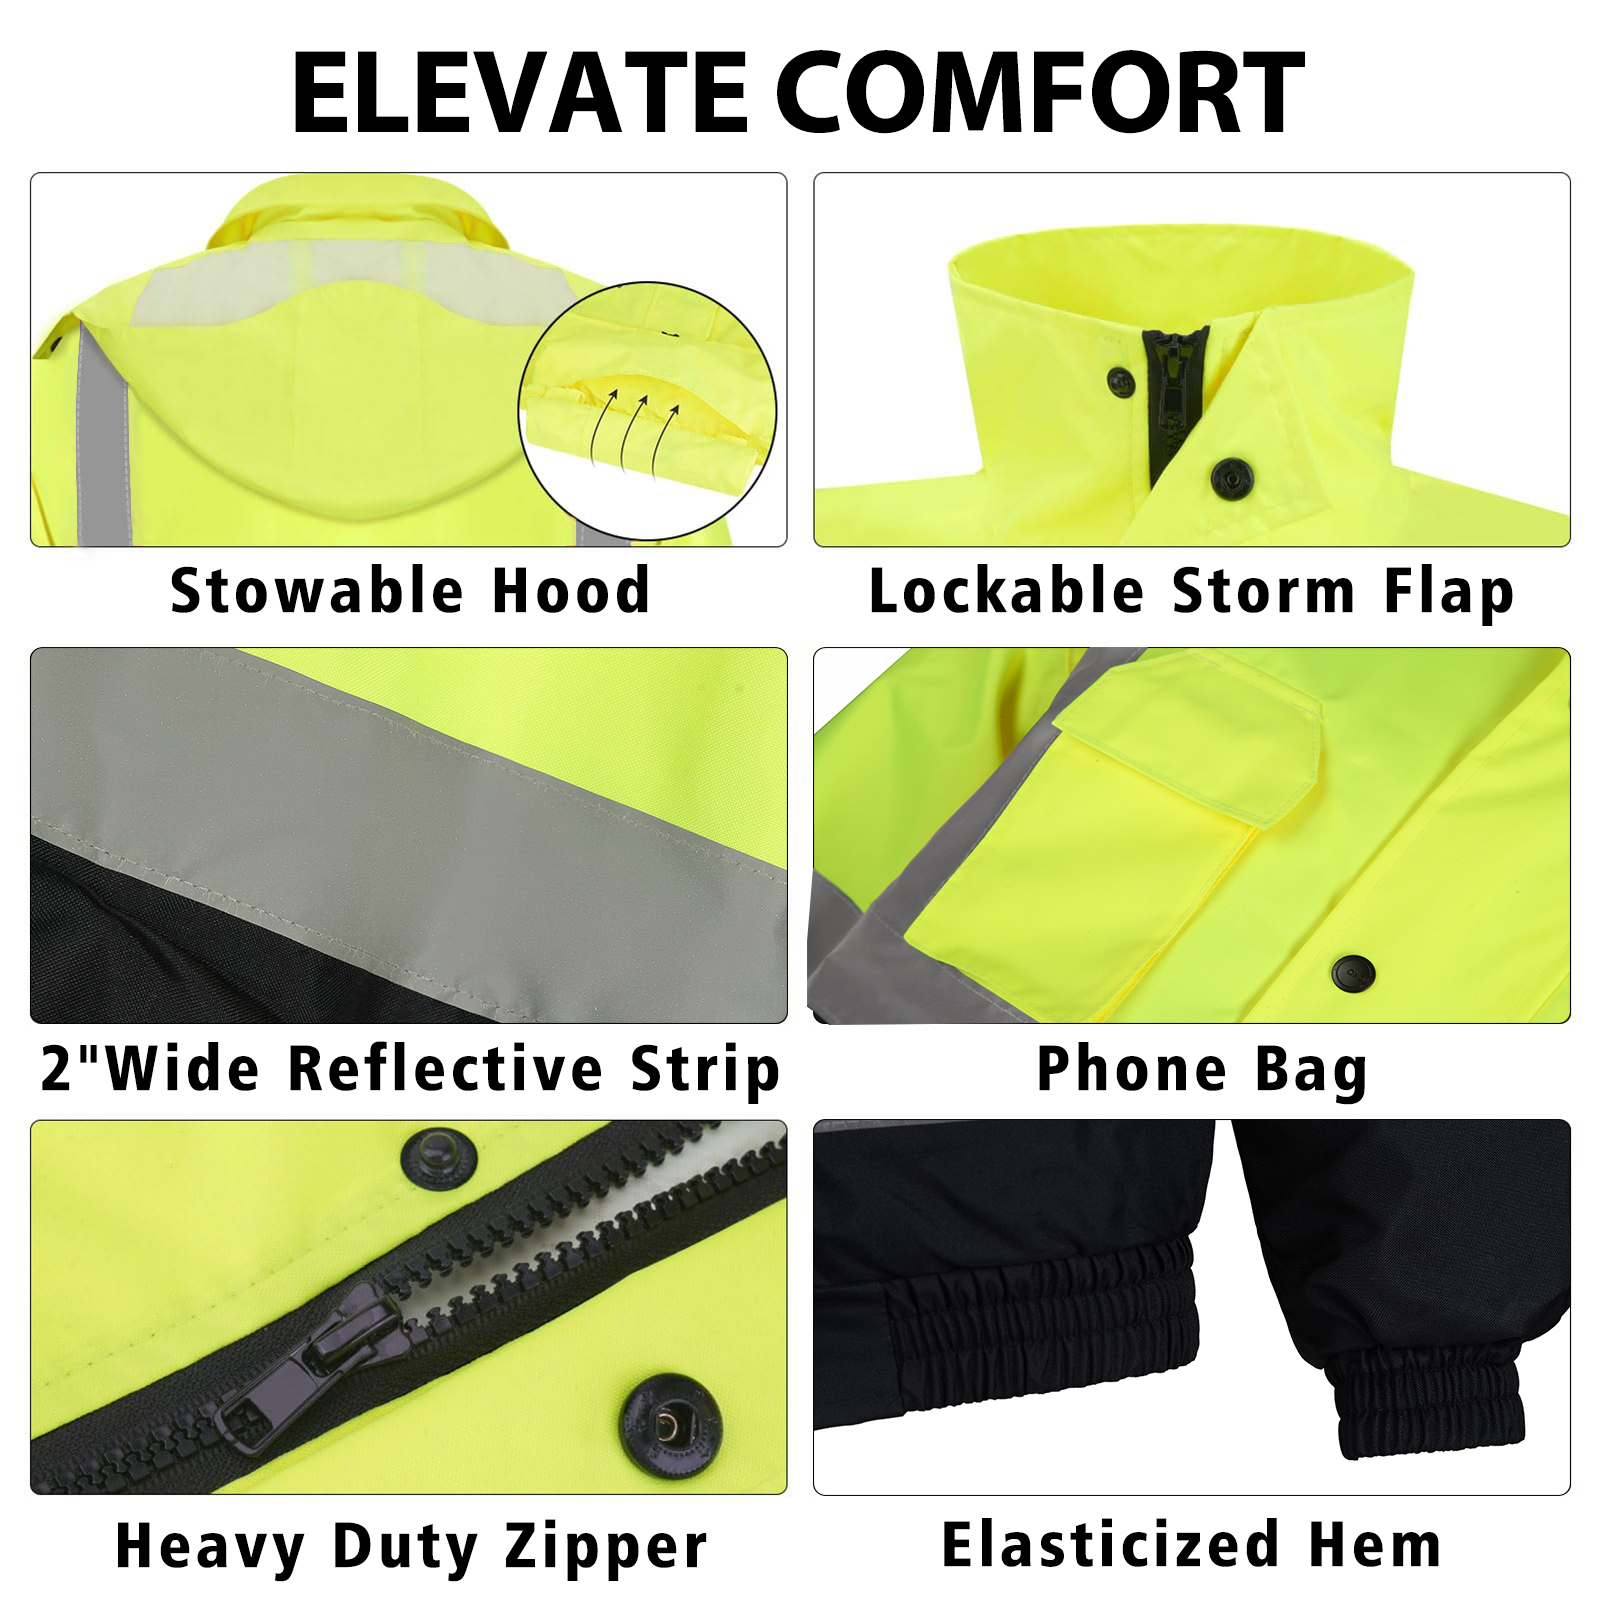 ELEVATE COMFORT
Stowable Hood
Lockable Storm Flap
2"Wide Reflective Strip
Phone Bag
Heavy Duty Zipper
Elasticized Hem